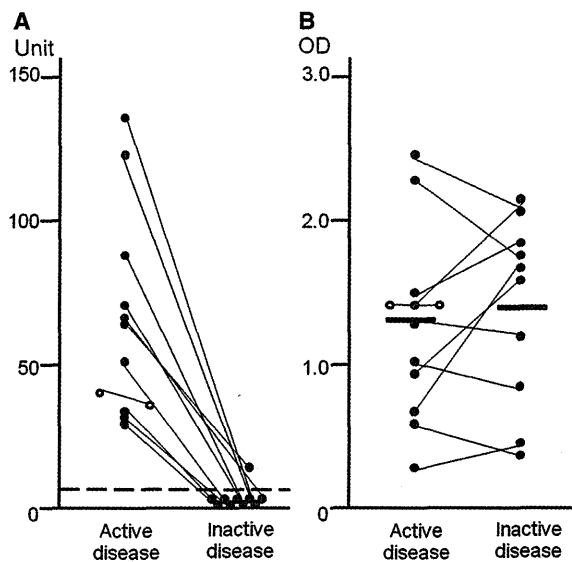 A
Unit
150
100
50
0
Active
disease
Inactive
disease
B
OD
3.0
2.0
1.0
0
Active
disease
Inactive
disease